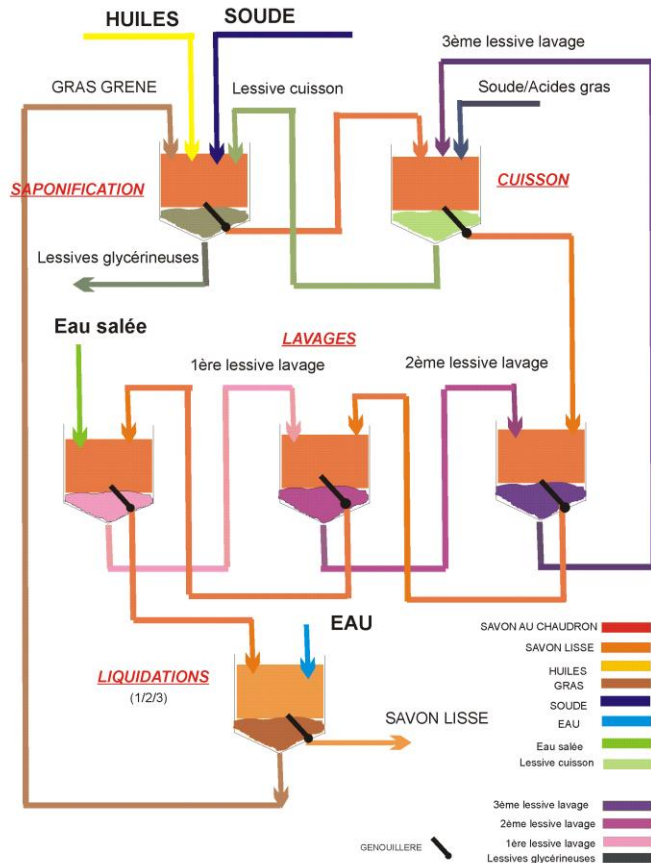 HUILES
SOUDE
3ème lessive lavage
GRAS GRENE
Lessive cuisson
Soude/Acides gras
SAPONIFICATION
CUISSON
Lessives glycérineuses
Eau salée
LAVAGES
1ère lessive lavage
2ème lessive lavage
EAU
LIQUIDATIONS
(1/2/3)
SAVON LISSE
SAVON AU CHAUDRON
SAVON LISSE
HUILES
GRAS
SOUDE
EAU
Eau salée
Lessive cuisson
3ème lessive lavage
2ème lessive lavage
1ère lessive lavage
Lessives glycérineuses
GENOUILLERE